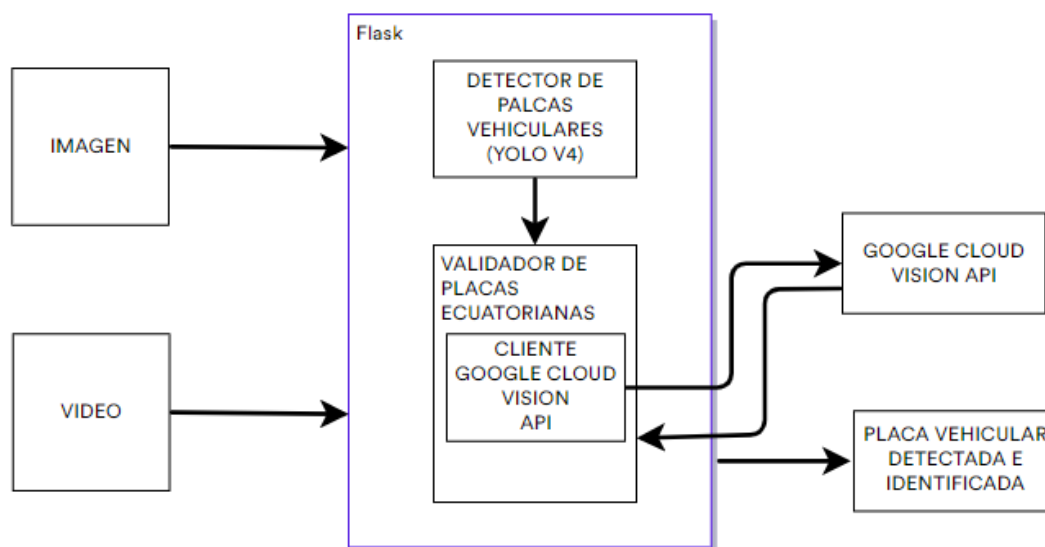 Flask
IMAGEN
DETECTOR DE
PALCAS
VEHICULARES
(YOLO V4)
VALIDADOR DE
PLACAS
ECUATORIANAS
CLIENTE
GOOGLE CLOUD
VISION
API
GOOGLE CLOUD
VISION API
VIDEO
PLACA VEHICULAR
DETECTADA E
IDENTIFICADA